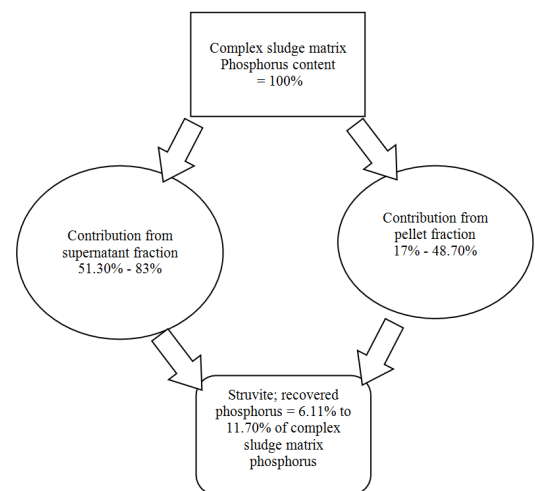 Complex sludge matrix
Phosphorus content
= 100%
Contribution from
supernatant fraction
51.30% - 83%
Contribution from
pellet fraction
17% - 48.70%
Struvite; recovered
phosphorus = 6.11% to
11.70% of complex
sludge matrix
phosphorus